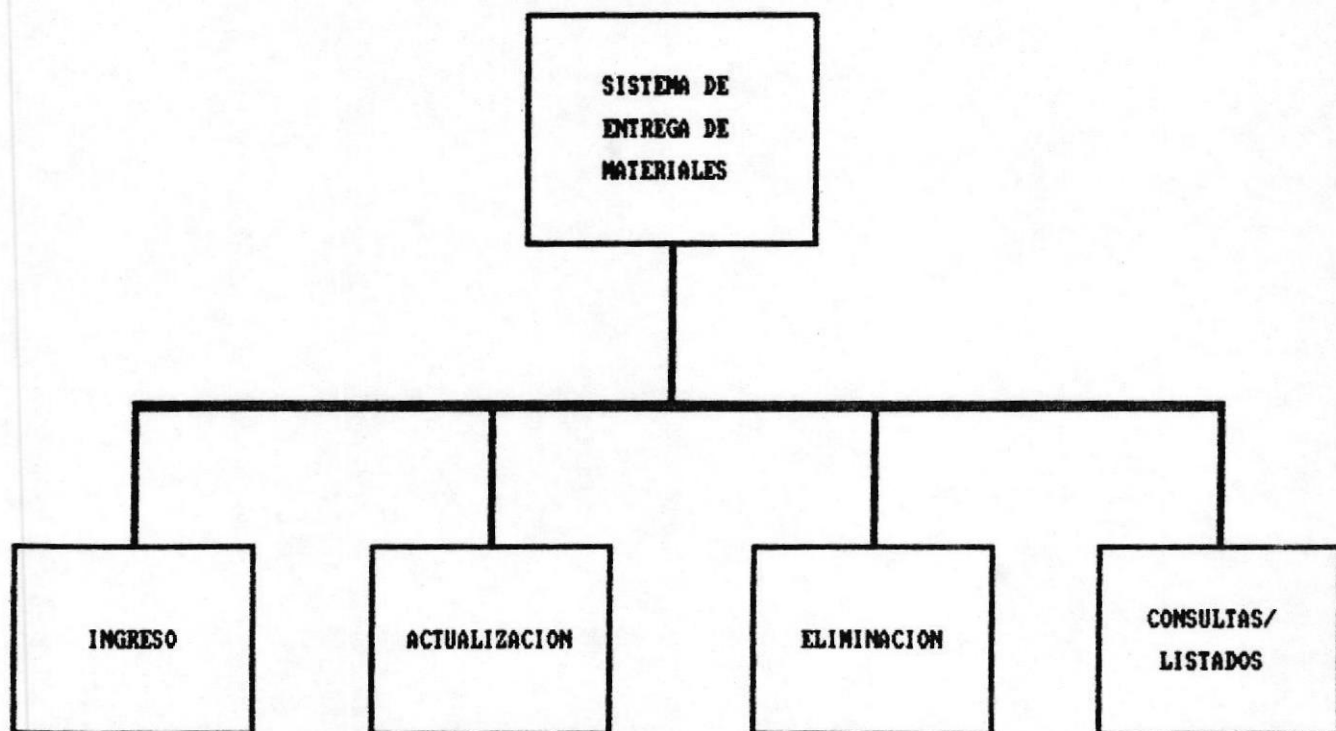 SISTEMA DE
ENTREGA DE
MATERIALES
INGRESO
ACTUALIZACION
ELIMINACION
CONSULTAS/
LISTADOS